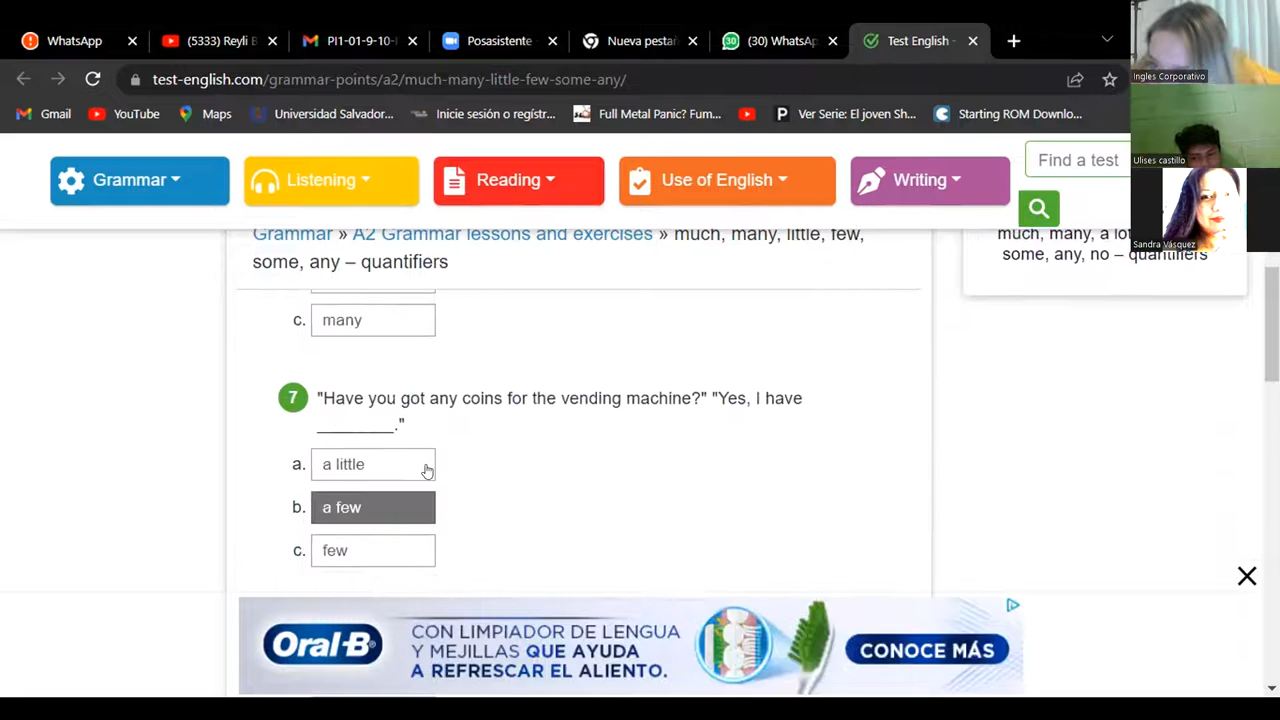 WhatsApp
(5333) Reyli B
PI1-01-9-10-
Posasistente -
Nueva pestañ
(30) WhatsAp
Test English -
test-english.com/grammar-points/a2/much-many-little-few-some-any/
Gmail
YouTube
Maps
Universidad Salvador...
Inicie sesión o registr...
Full Metal Panic? Fum...
Ver Serie: El joven Sh...
Starting ROM Downlo...
Ingles Corporativo
Ulises castillo
Sandra Vásquez
Grammar
Listening
Reading
Use of English
Writing
Find a test
Grammar » A2 Grammar lessons and exercises » much, many, little, few,
some, any – quantifiers
much, many, a lo
some, any, no – quantifiers
c. many
7 "Have you got any coins for the vending machine?" "Yes, I have
_________."
a. a little
b. a few
c. few
Oral-B
CON LIMPIADOR DE LENGUA
Y MEJILLAS QUE AYUDA
A REFRESCAR EL ALIENTO.
CONOCE MÁS